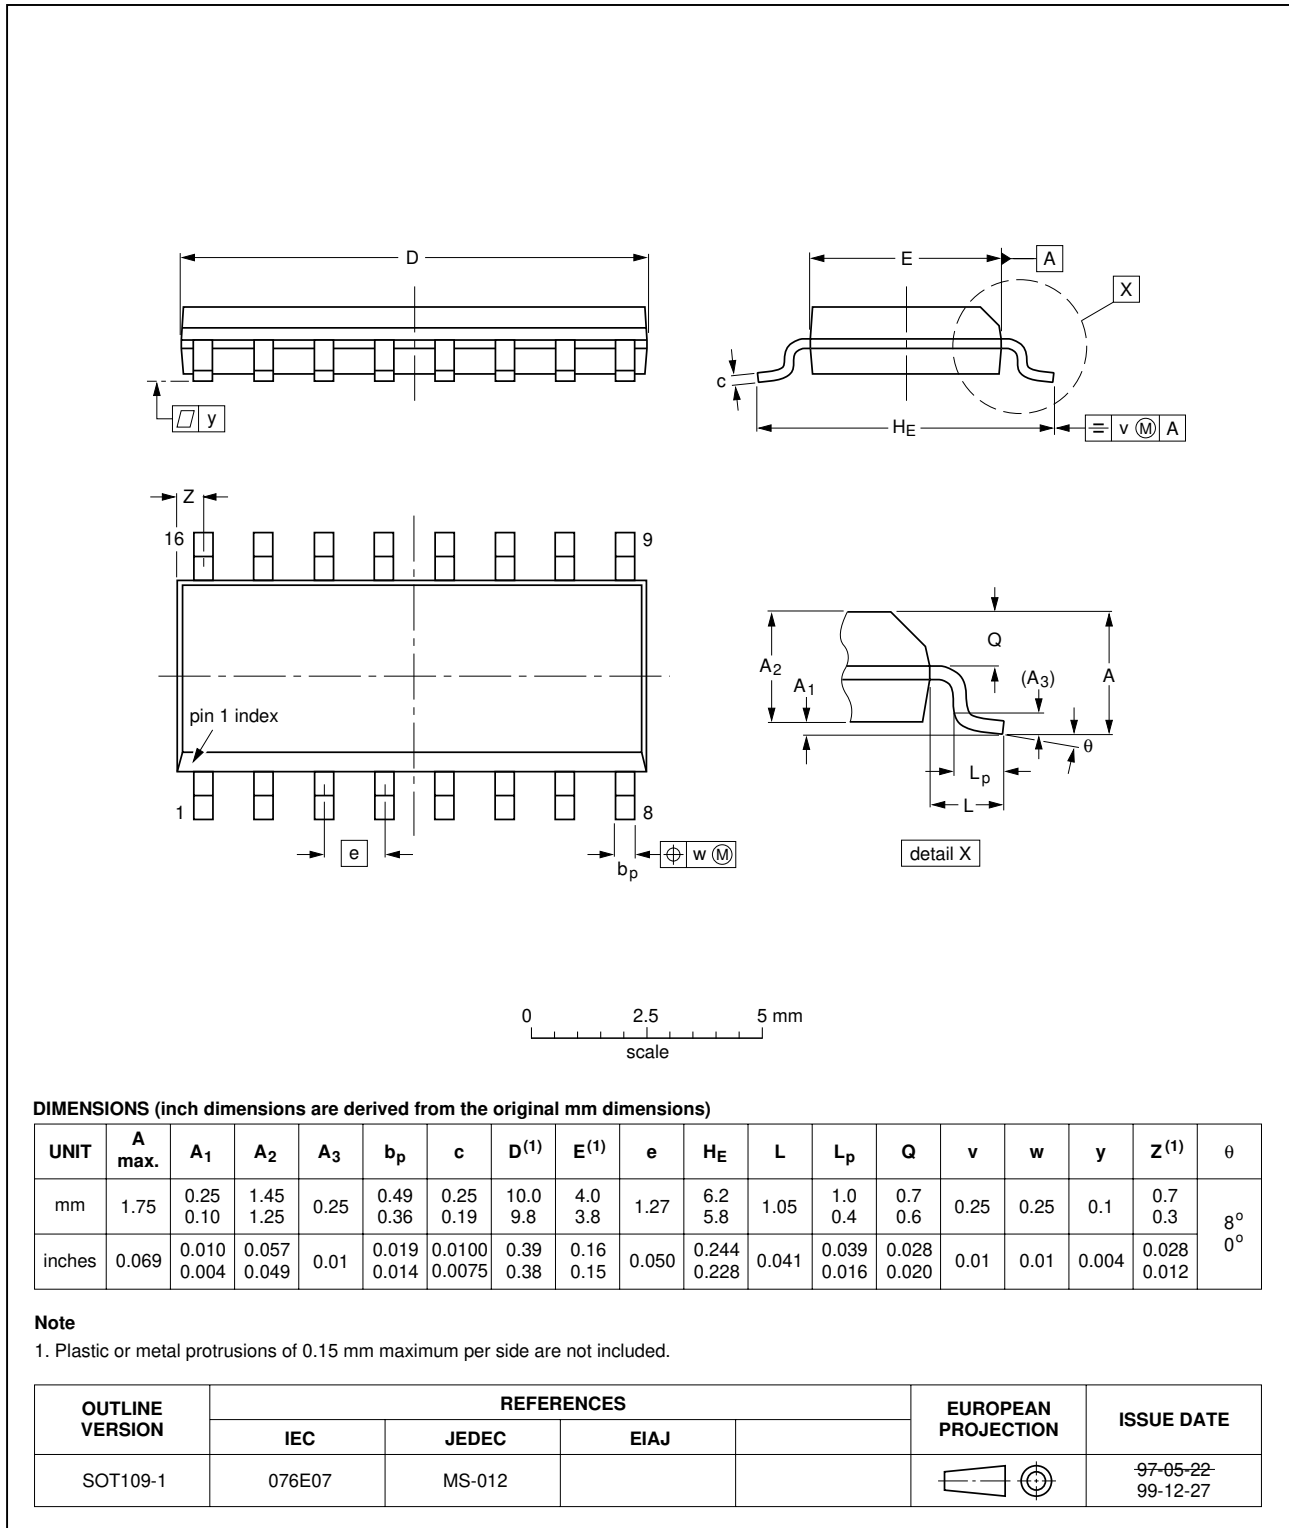 D
E
A
X
c
y
HE
v M A
Z
16
9
pin 1 index
1
8
e
w M
bp
Q
A2
A1
(A3)
A
θ
Lp
L
detail X
0 2.5 5 mm
scale
DIMENSIONS (inch dimensions are derived from the original mm dimensions)
UNIT A max. A1 A2 A3 bp c D(1) E(1) e HE L Lp Q v w y Z(1) θ
mm 1.75 0.25 0.10 1.45 1.25 0.25 0.49 0.36 0.25 0.19 10.0 9.8 4.0 3.8 1.27 6.2 5.8 1.05 1.0 0.4 0.7 0.6 0.25 0.25 0.1 0.7 0.3 8o 0o
inches 0.069 0.010 0.004 0.057 0.049 0.01 0.019 0.014 0.0100 0.0075 0.39 0.38 0.16 0.15 0.050 0.244 0.228 0.041 0.039 0.016 0.028 0.020 0.01 0.01 0.004 0.028 0.012
Note
1. Plastic or metal protrusions of 0.15 mm maximum per side are not included.
OUTLINE VERSION REFERENCES EUROPEAN PROJECTION ISSUE DATE
IEC JEDEC EIAJ
SOT109-1 076E07 MS-012 97-05-22
99-12-27